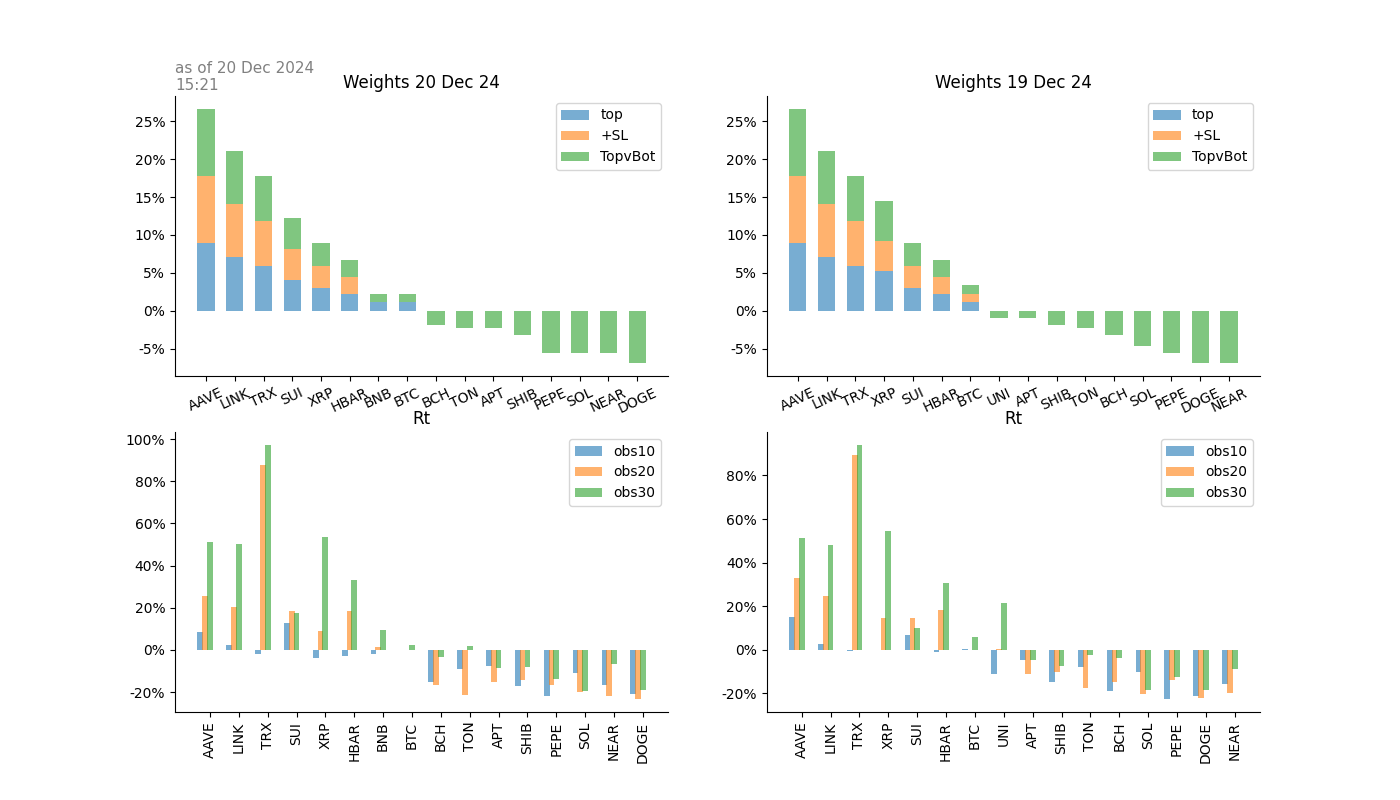 as of 20 Dec 2024
15:21
Weights 20 Dec 24
25%
20%
15%
10%
5%
0%
-5%
top
+SL
TopvBot
AAVE LINK TRX SUI XRP HBAR BNB BTC BCH TON APT SHIB PEPE SOL NEAR DOGE
Weights 19 Dec 24
25%
20%
15%
10%
5%
0%
-5%
top
+SL
TopvBot
AAVE LINK TRX XRP SUI HBAR BTC UNI APT SHIB TON BCH SOL PEPE DOGE NEAR
Rt
100%
80%
60%
40%
20%
0%
-20%
obs10
obs20
obs30
AAVE LINK TRX SUI XRP HBAR BNB BTC BCH TON APT SHIB PEPE SOL NEAR DOGE
Rt
80%
60%
40%
20%
0%
-20%
obs10
obs20
obs30
AAVE LINK TRX XRP SUI HBAR BTC UNI APT SHIB TON BCH SOL PEPE DOGE NEAR